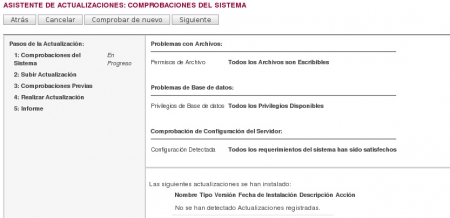 ASISTENTE DE ACTUALIZACIONES: COMPROBACIONES DEL SISTEMA
Atrás Cancelar Comprobar de nuevo Siguiente
Pasos de la Actualización:
1: Comprobaciones del Sistema En Progreso
2: Subir Actualización
3: Comprobaciones Previas
4: Realizar Actualización
5: Informe
Problemas con Archivos:
Permisos de Archivo Todos los Archivos son Escribibles
Problemas de Base de datos:
Privilegios de Base de datos Todos los Privilegios Disponibles
Comprobación de Configuración del Servidor:
Configuración Detectada Todos los requerimientos del sistema han sido satisfechos
Las siguientes actualizaciones se han instalado:
Nombre Tipo Versión Fecha de Instalación Descripción Acción
No se han detectado Actualizaciones registradas.